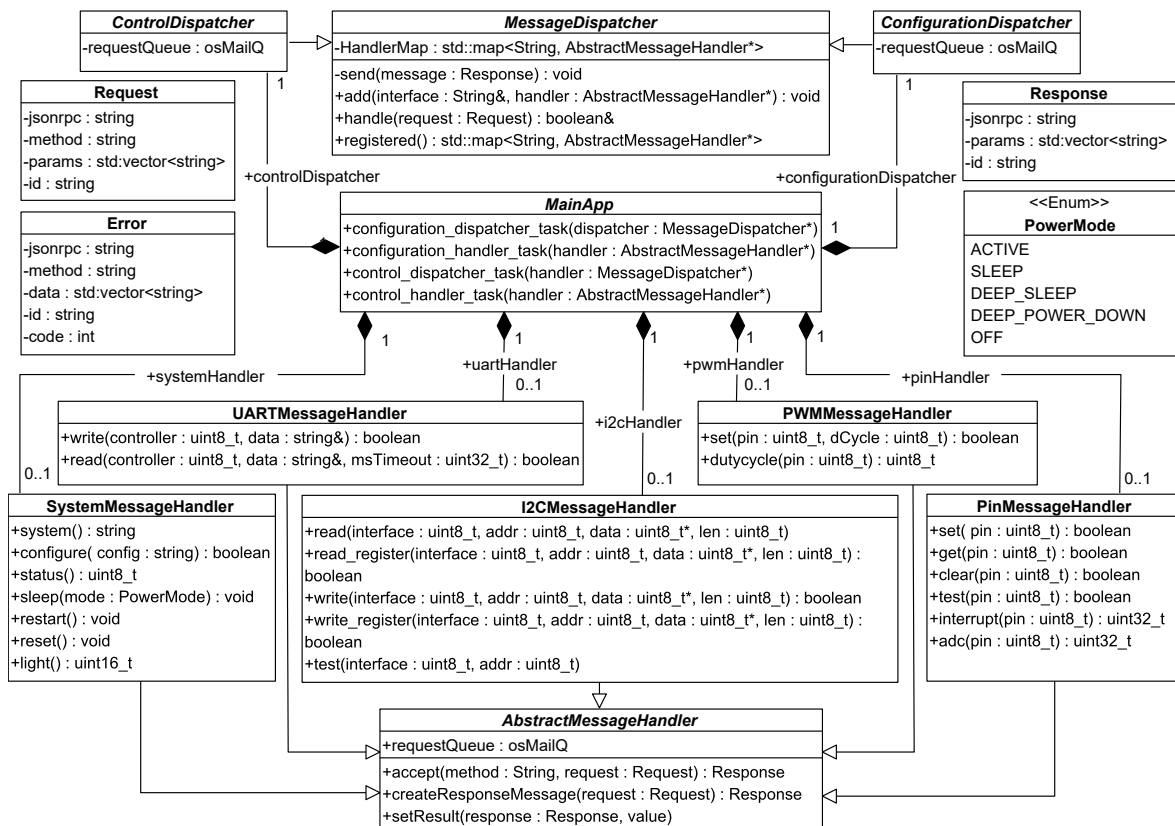 ControlDispatcher
-requestQueue : osMailQ
MessageDispatcher
-HandlerMap : std::map<String, AbstractMessageHandler*>
-send(message : Response) : void
+add(interface : String&, handler : AbstractMessageHandler*) : void
+handle(request : Request) : boolean&
+registered() : std::map<String, AbstractMessageHandler*>
ConfigurationDispatcher
-requestQueue : osMailQ
1
1
Request
-jsonrpc : string
-method : string
-params : std:vector<string>
-id : string
Response
-jsonrpc : string
-params : std:vector<string>
-id : string
+controlDispatcher
+configurationDispatcher
Error
-jsonrpc : string
-method : string
-data : std:vector<string>
-id : string
-code : int
MainApp
+configuration_dispatcher_task(dispatcher : MessageDispatcher*)
+configuration_handler_task(handler : AbstractMessageHandler*)
+control_dispatcher_task(handler : MessageDispatcher*)
+control_handler_task(handler : AbstractMessageHandler*)
1
1
<<Enum>>
PowerMode
ACTIVE
SLEEP
DEEP_SLEEP
DEEP_POWER_DOWN
OFF
1
1
1
1
1
+systemHandler
+uartHandler
+i2cHandler
+pwmHandler
+pinHandler
0..1
0..1
0..1
0..1
0..1
UARTMessageHandler
+write(controller : uint8_t, data : string&) : boolean
+read(controller : uint8_t, data : string&, msTimeout : uint32_t) : boolean
PWMMessageHandler
+set(pin : uint8_t, dCycle : uint8_t) : boolean
+dutycycle(pin : uint8_t) : uint8_t
SystemMessageHandler
+system() : string
+configure( config : string) : boolean
+status() : uint8_t
+sleep(mode : PowerMode) : void
+restart() : void
+reset() : void
+light() : uint16_t
I2CMessageHandler
+read(interface : uint8_t, addr : uint8_t, data : uint8_t*, len : uint8_t)
+read_register(interface : uint8_t, addr : uint8_t, data : uint8_t*, len : uint8_t) :
boolean
+write(interface : uint8_t, addr : uint8_t, data : uint8_t*, len : uint8_t) : boolean
+write_register(interface : uint8_t, addr : uint8_t, data : uint8_t*, len : uint8_t) :
boolean
+test(interface : uint8_t, addr : uint8_t)
PinMessageHandler
+set( pin : uint8_t) : boolean
+get(pin : uint8_t) : boolean
+clear(pin : uint8_t) : boolean
+test(pin : uint8_t) : boolean
+interrupt(pin : uint8_t) : uint32_t
+adc(pin : uint8_t) : uint32_t
AbstractMessageHandler
+requestQueue : osMailQ
+accept(method : String, request : Request) : Response
+createResponseMessage(request : Request) : Response
+setResult(response : Response, value)